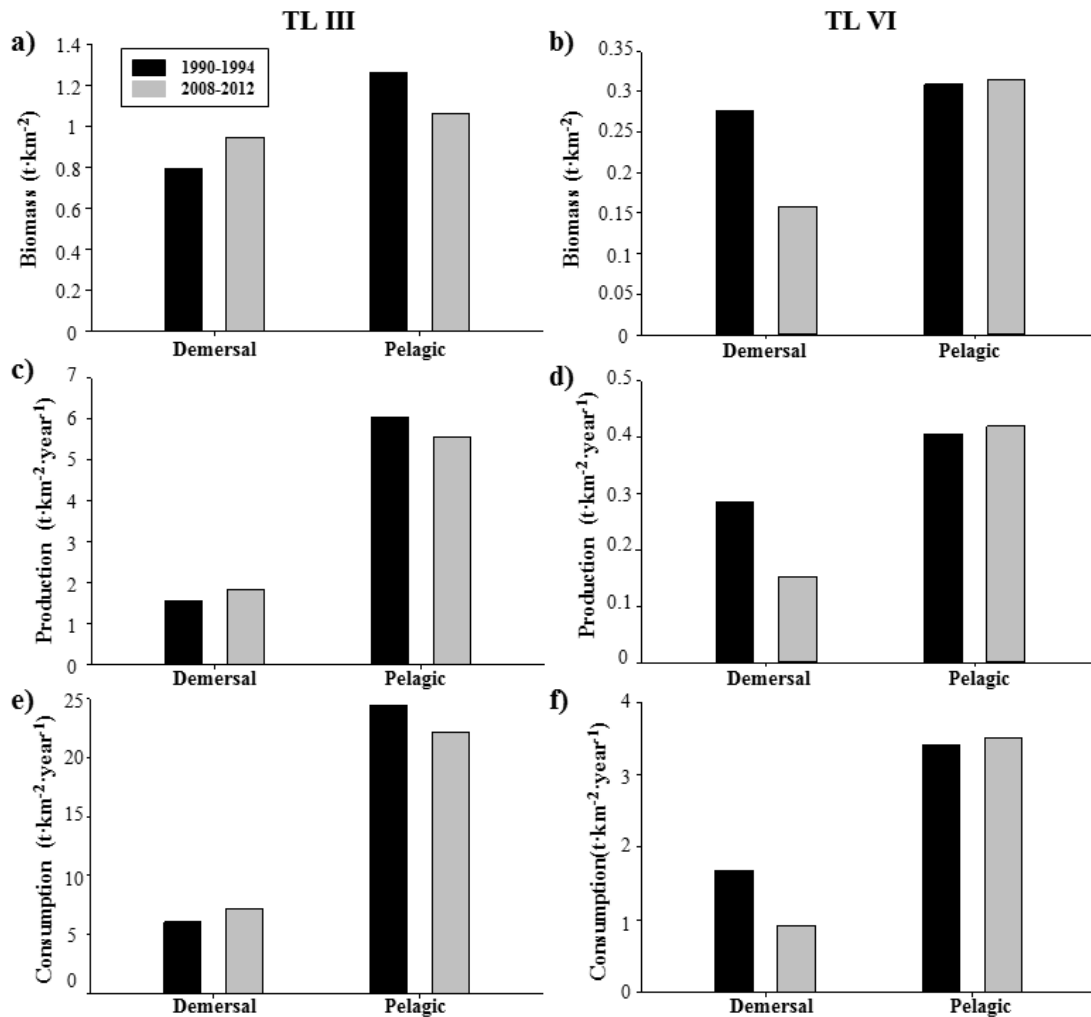 TL III
TL VI
a)
Biomass (t·km-2)
1.4
1.2
1
0.8
0.6
0.4
0.2
0
1990-1994
2008-2012
Demersal
Pelagic
b)
Biomass (t·km-2)
0.35
0.3
0.25
0.2
0.15
0.1
0.05
0
Demersal
Pelagic
c)
Production (t·km-2·year-1)
7
6
5
4
3
2
1
0
Demersal
Pelagic
d)
Production (t·km-2·year-1)
0.5
0.4
0.3
0.2
0.1
0
Demersal
Pelagic
e)
Consumption (t·km-2·year-1)
25
20
15
10
5
0
Demersal
Pelagic
f)
Consumption(t·km-2·year-1)
4
3
2
1
0
Demersal
Pelagic